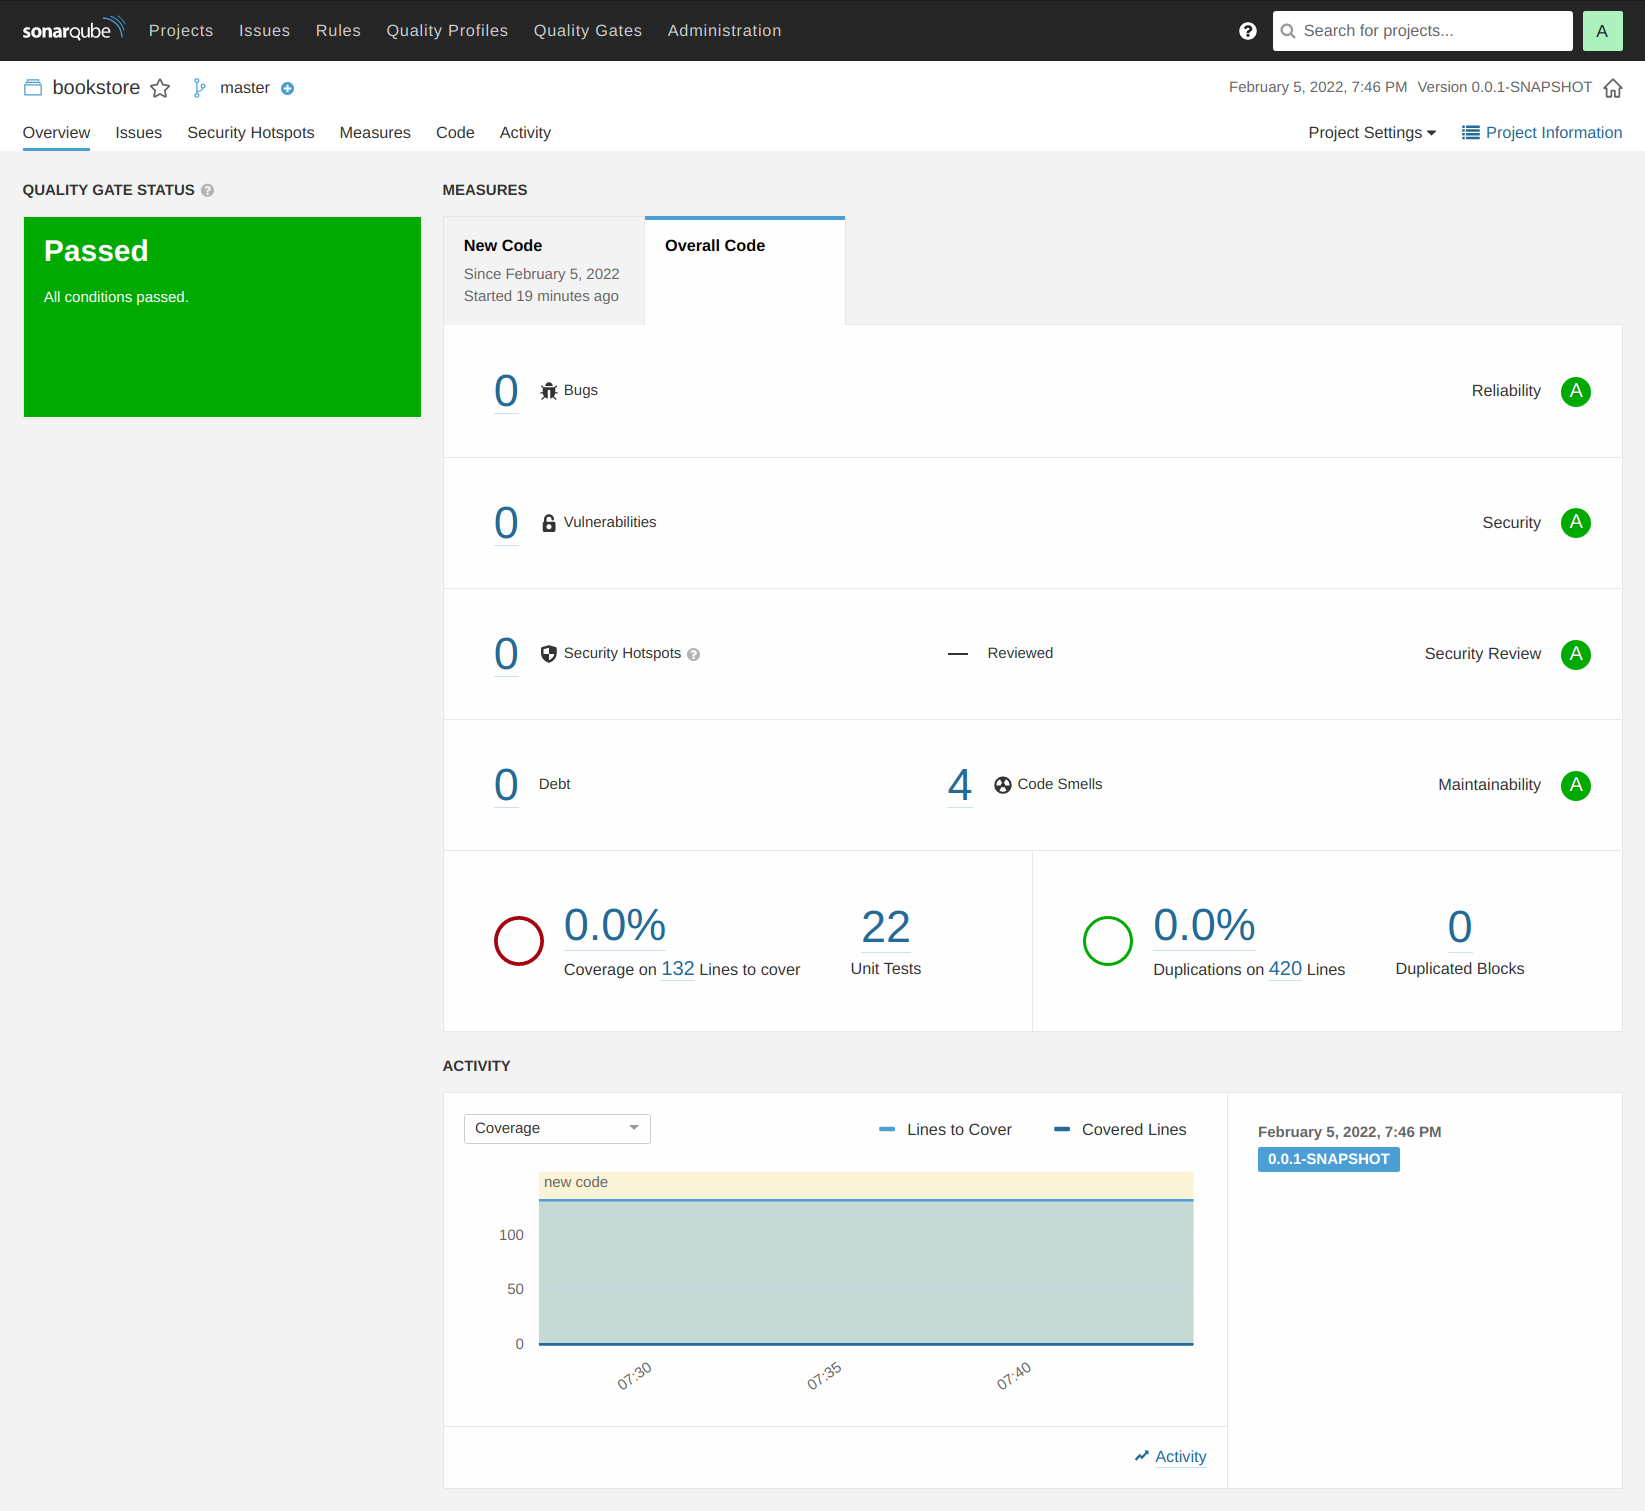 sonarqube Projects Issues Rules Quality Profiles Quality Gates Administration Search for projects... A
bookstore master February 5, 2022, 7:46 PM Version 0.0.1-SNAPSHOT
Overview Issues Security Hotspots Measures Code Activity Project Settings Project Information
QUALITY GATE STATUS
Passed
All conditions passed.
MEASURES
New Code
Since February 5, 2022
Started 19 minutes ago
Overall Code
0 Bugs Reliability A
0 Vulnerabilities Security A
0 Security Hotspots — Reviewed Security Review A
0 Debt 4 Code Smells Maintainability A
0.0% 22 0.0% 0
Coverage on 132 Lines to cover Unit Tests Duplications on 420 Lines Duplicated Blocks
ACTIVITY
Coverage Lines to Cover Covered Lines
new code
100
50
0
07:30 07:35 07:40
Activity
February 5, 2022, 7:46 PM
0.0.1-SNAPSHOT